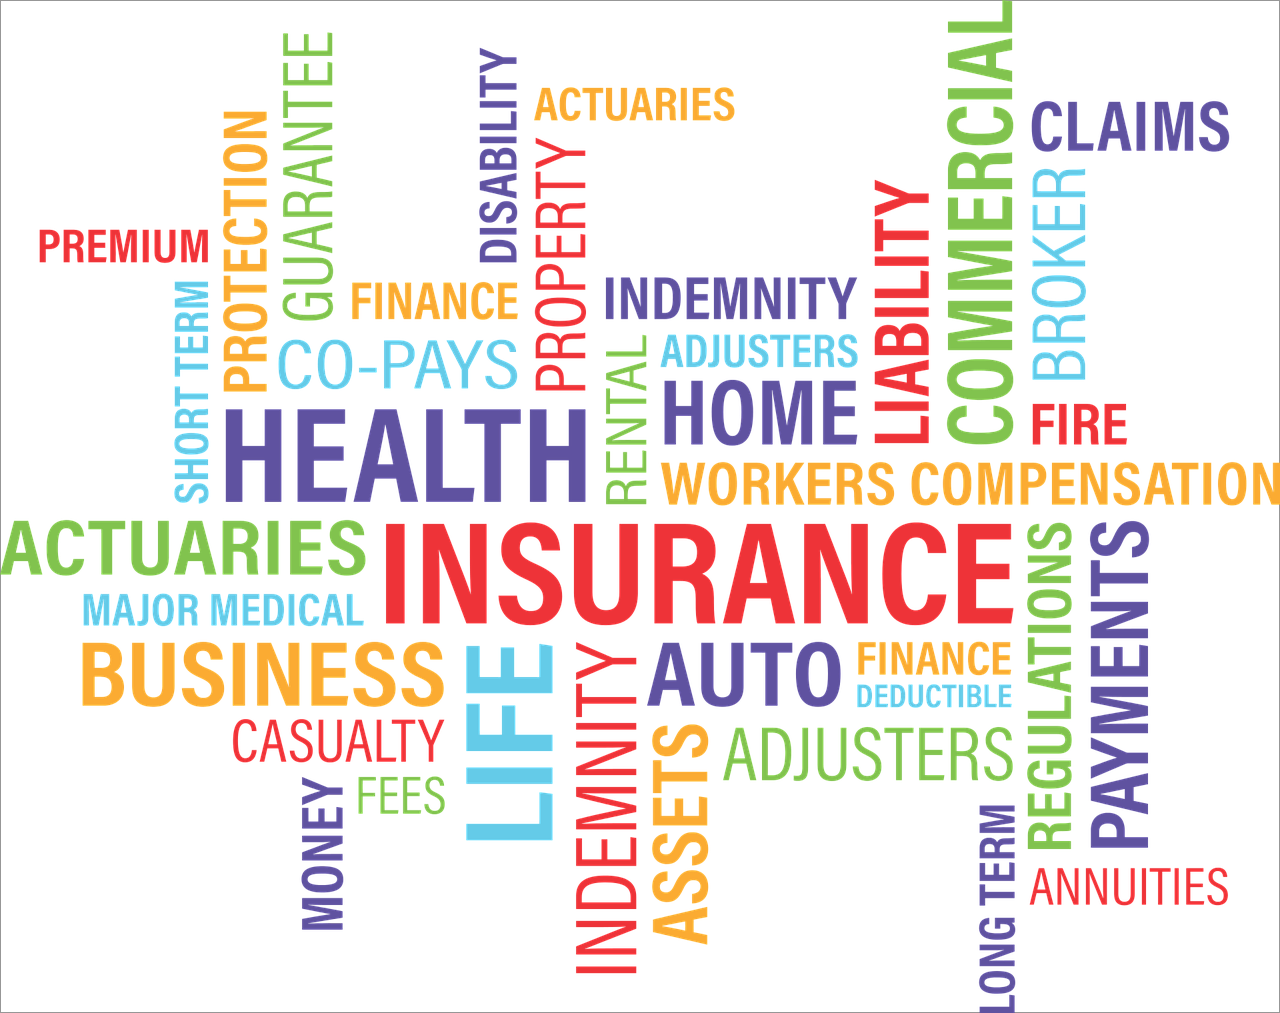 COMMERCIAL
GUARANTEE
DISABILITY
ACTUARIES
CLAIMS
PROTECTION
PROPERTY
BROKER
LIABILITY
PREMIUM
SHORT TERM
FINANCE
INDEMNITY
CO-PAYS
RENTAL
ADJUSTERS
HOME
FIRE
HEALTH
WORKERS COMPENSATION
ACTUARIES
INSURANCE
REGULATIONS
PAYMENTS
MAJOR MEDICAL
BUSINESS
LIFE
INDEMNITY
AUTO
FINANCE
DEDUCTIBLE
CASUALTY
ASSETS
ADJUSTERS
MONEY
FEES
LONG TERM
ANNUITIES